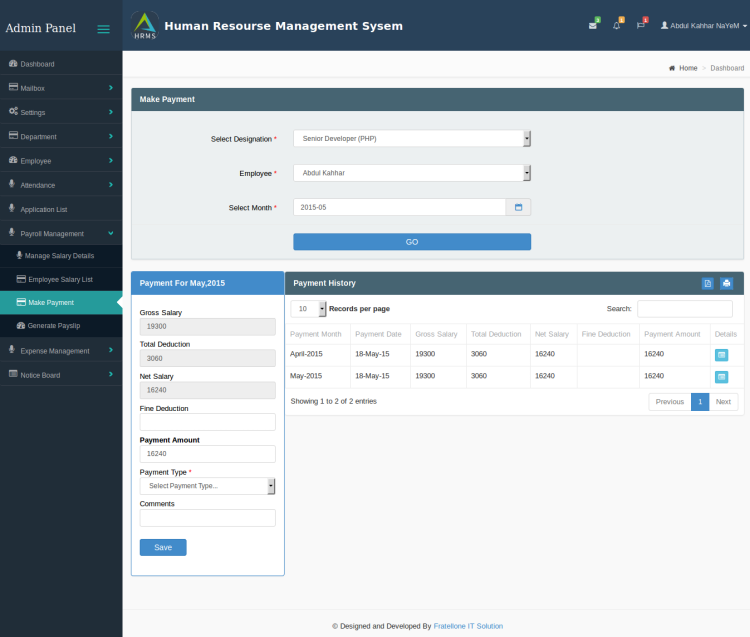 Admin Panel
HRMS
Human Resourse Management Sysem
Abdul Kahhar NaYeM
Home > Dashboard
Dashboard
Mailbox
Settings
Department
Employee
Attendance
Application List
Payroll Management
Manage Salary Details
Employee Salary List
Make Payment
Generate Payslip
Expense Management
Notice Board
Make Payment
Select Designation * Senior Developer (PHP)
Employee * Abdul Kahhar
Select Month * 2015-05
GO
Payment For May,2015
Gross Salary
19300
Total Deduction
3060
Net Salary
16240
Fine Deduction
Payment Amount
16240
Payment Type *
Select Payment Type...
Comments
Save
Payment History
10 Records per page Search:
Payment Month Payment Date Gross Salary Total Deduction Net Salary Fine Deduction Payment Amount Details
April-2015 18-May-15 19300 3060 16240 16240
May-2015 18-May-15 19300 3060 16240 16240
Showing 1 to 2 of 2 entries Previous 1 Next
© Designed and Developed By Fratellone IT Solution